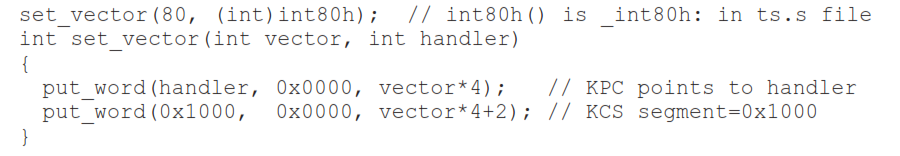 set_vector(80, (int)int80h);  // int80h() is _int80h: in ts.s file
int set_vector(int vector, int handler)
{
  put_word(handler, 0x0000, vector*4);   // KPC points to handler
  put_word(0x1000,  0x0000, vector*4+2); // KCS segment=0x1000
}